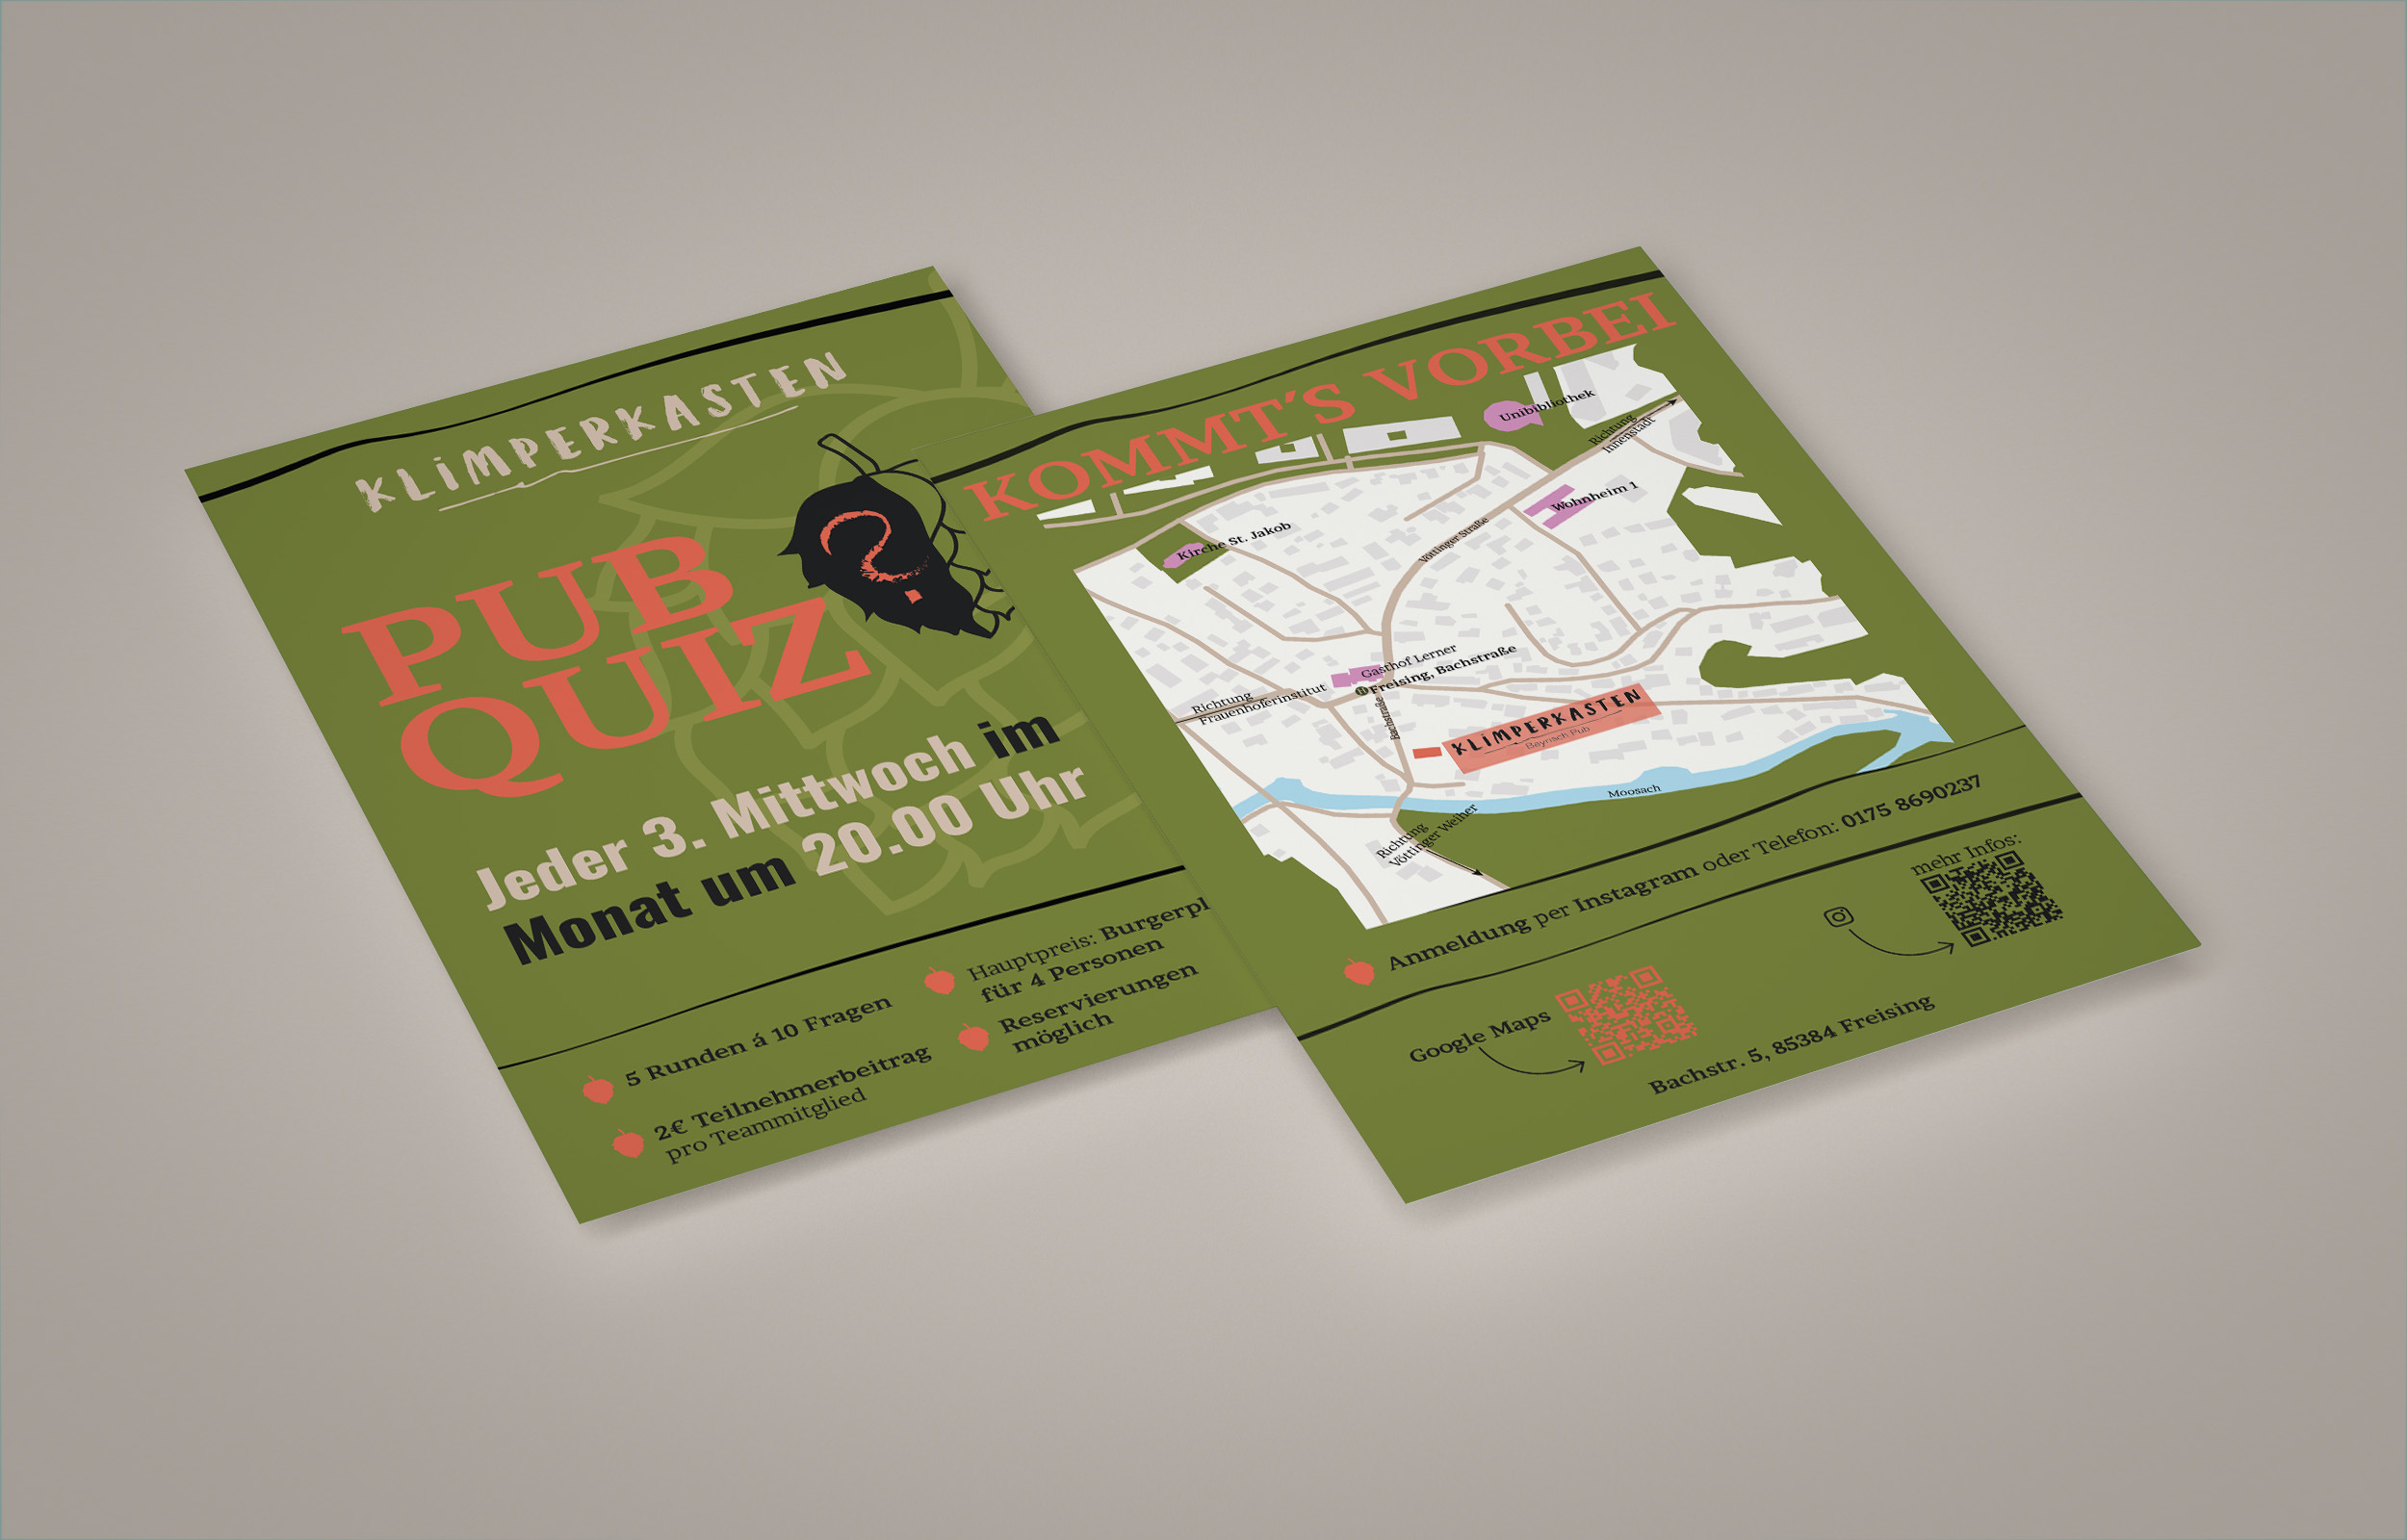 KLiMPERKASTEN
PUB
QUIZ
Jeder 3. Mittwoch im
Monat um 20.00 Uhr
5 Runden á 10 Fragen
2€ Teilnehmerbeitrag
pro Teammitglied
Hauptpreis: Burgerpl
für 4 Personen
Reservierungen
möglich
KOMMT'S VORBEI
Unibibliothek
Richtung
Innenstadt
Wohnheim 1
Kirche St. Jakob
Vöttinger Straße
Gasthof Lerner
H Freising, Bachstraße
Richtung
Frauenhoferinstitut
Bachstraße
KLiMPERKASTEN
Bayrisch Pub
Moosach
Richtung
Vöttinger Weiher
Anmeldung per Instagram oder Telefon: 0175 8690237
mehr Infos:
Google Maps
Bachstr. 5, 85384 Freising